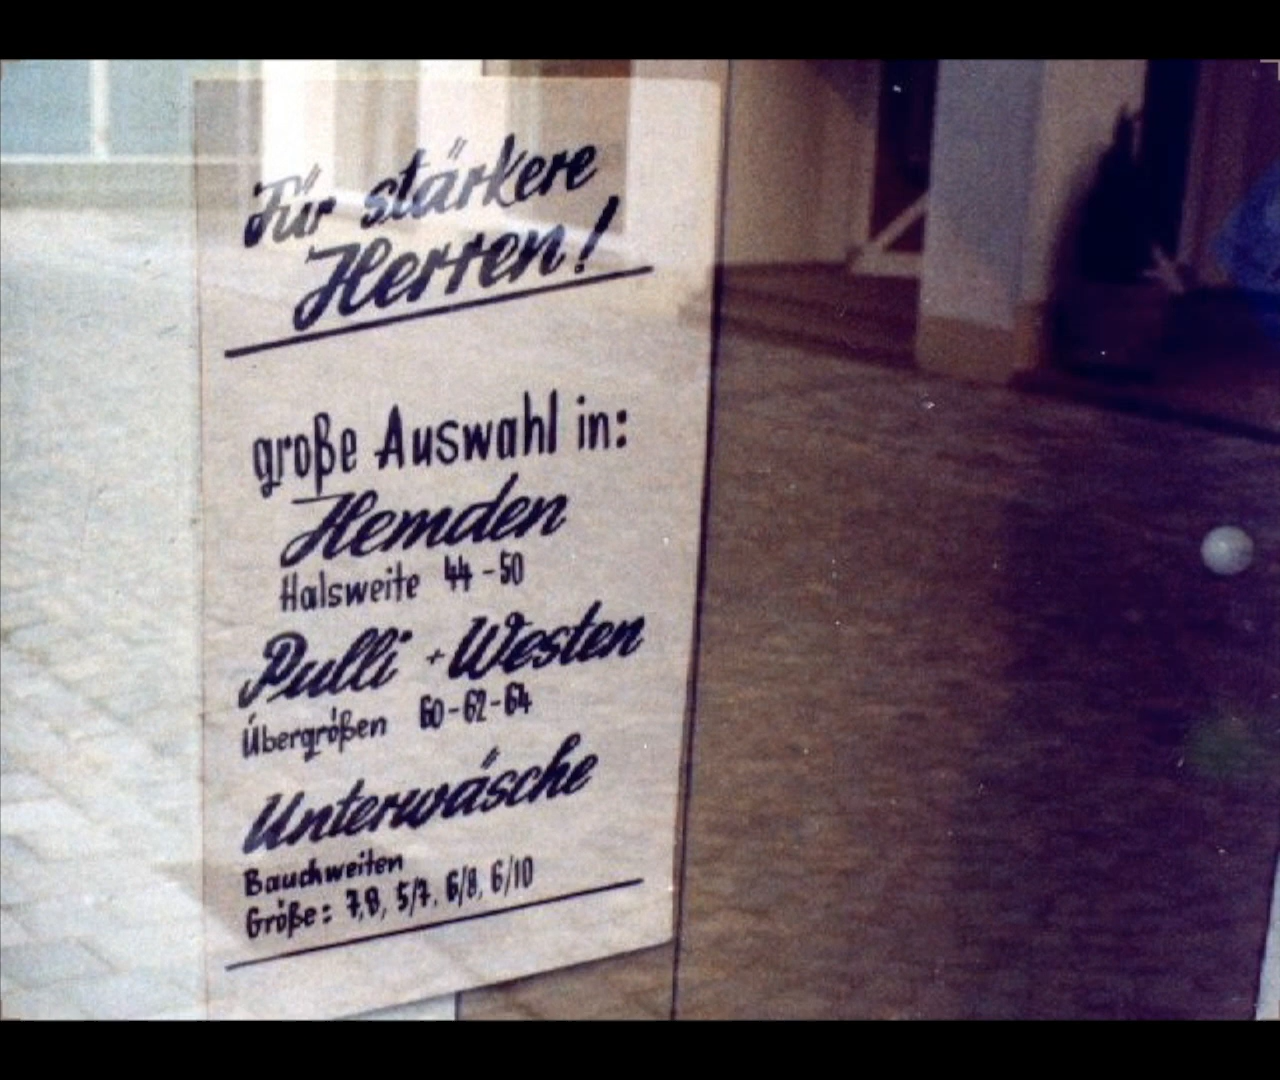 Für stärkere
Herren!
große Auswahl in:
Hemden
Halsweite 44-50
Pulli + Westen
Übergrößen 60-62-64
Unterwäsche
Bauchweiten
Größe: 7,8, 5/7, 6/8, 6/10